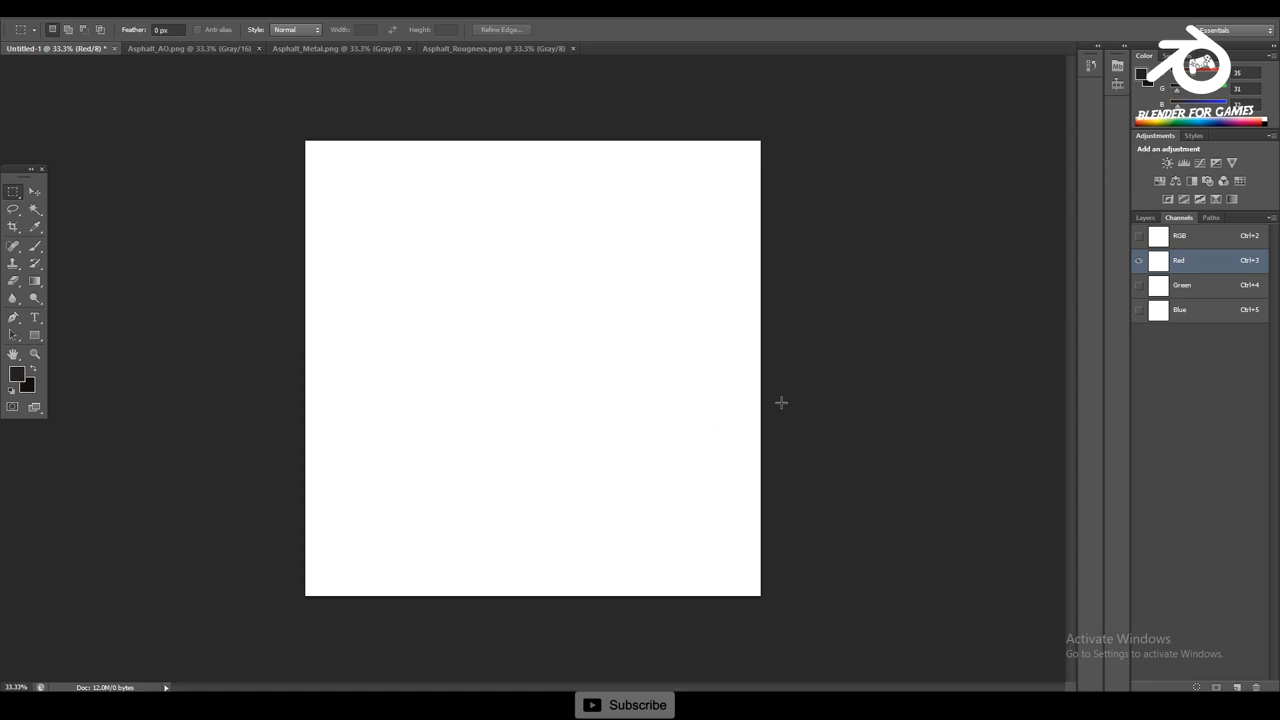 Feather: 0 px Anti-alias Style: Normal Width: Height: Refine Edge... Essentials
Untitled-1 @ 33.3% (Red/8) * × Asphalt_AO.png @ 33.3% (Gray/16) × Asphalt_Metal.png @ 33.3% (Gray/8) × Asphalt_Rougness.png @ 33.3% (Gray/8) ×
Color
35
G 31
B
BLENDER FOR GAMES
Adjustments Styles
Add an adjustment
Layers Channels Paths
RGB Ctrl+2
Red Ctrl+3
Green Ctrl+4
Blue Ctrl+5
Mb
T
Activate Windows
Go to Settings to activate Windows.
33.33% Doc: 12.0M/0 bytes
Subscribe